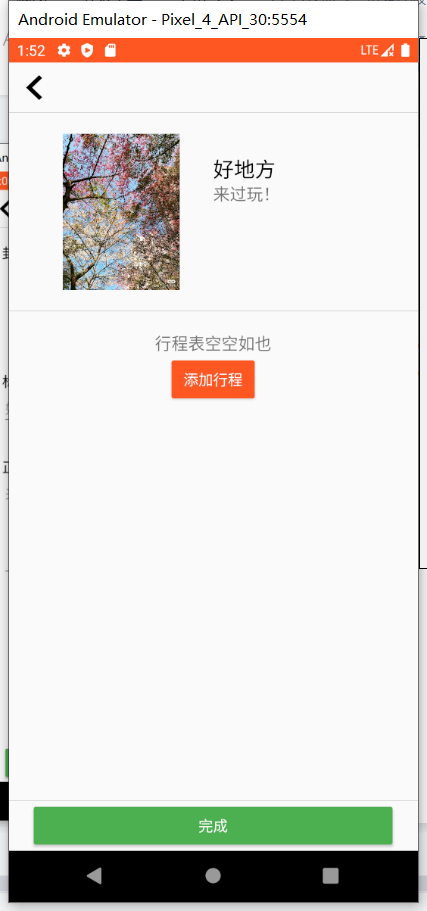 Android Emulator - Pixel_4_API_30:5554
1:52
LTE
好地方
来过玩！
行程表空空如也
添加行程
完成